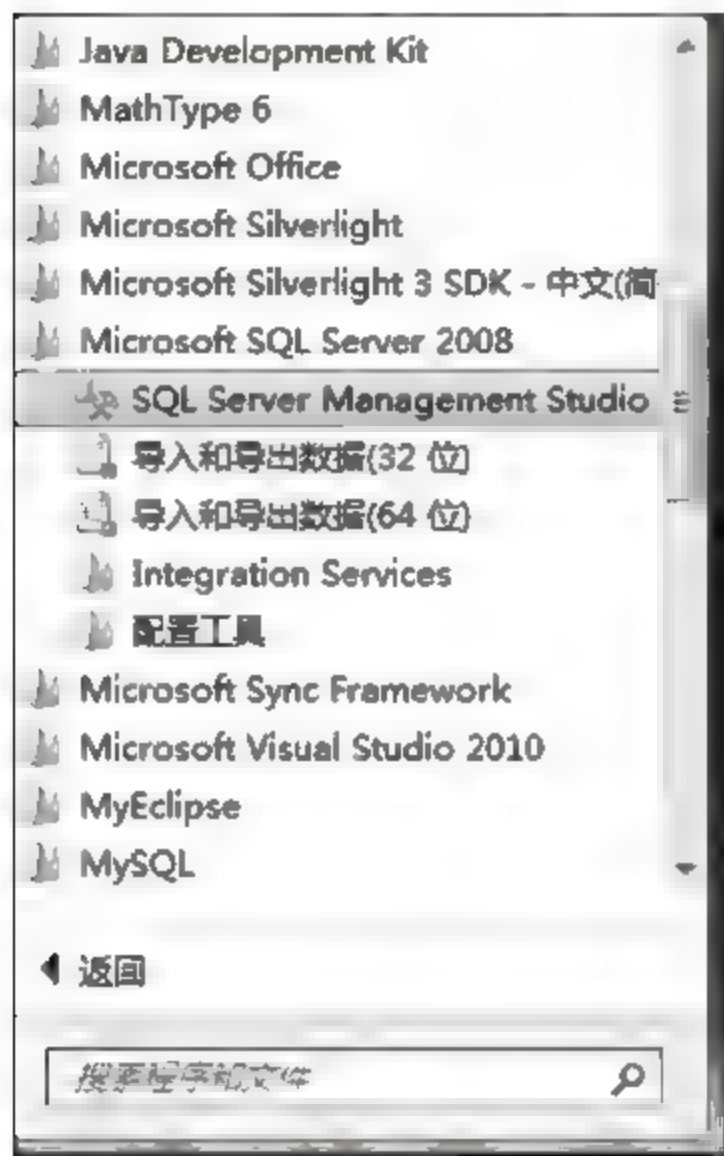 Java Development Kit
MathType 6
Microsoft Office
Microsoft Silverlight
Microsoft Silverlight 3 SDK - 中文(简
Microsoft SQL Server 2008
SQL Server Management Studio
导入和导出数据(32 位)
导入和导出数据(64 位)
Integration Services
配置工具
Microsoft Sync Framework
Microsoft Visual Studio 2010
MyEclipse
MySQL
返回
搜索程序和文件